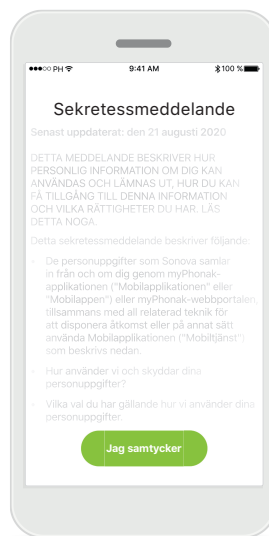 ●●●○○ PH 9:41 AM 100 %
Sekretessmeddelande
Senast uppdaterat: den 21 augusti 2020
DETTA MEDDELANDE BESKRIVER HUR
PERSONLIG INFORMATION OM DIG KAN
ANVÄNDAS OCH LÄMNAS UT, HUR DU KAN
FÅ TILLGÅNG TILL DENNA INFORMATION
OCH VILKA RÄTTIGHETER DU HAR. LÄS
DETTA NOGA.
Detta sekretessmeddelande beskriver följande:
- De personuppgifter som Sonova samlar
in från och om dig genom myPhonak-
applikationen ("Mobilapplikationen" eller
"Mobilappen") eller myPhonak-webbportalen,
tillsammans med all relaterad teknik för
att disponera åtkomst eller på annat sätt
använda Mobilapplikationen ("Mobiltjänst")
som beskrivs nedan.
- Hur använder vi och skyddar dina
personuppgifter?
- Vilka val du har gällande hur vi använder dina
personuppgifter.
Jag samtycker